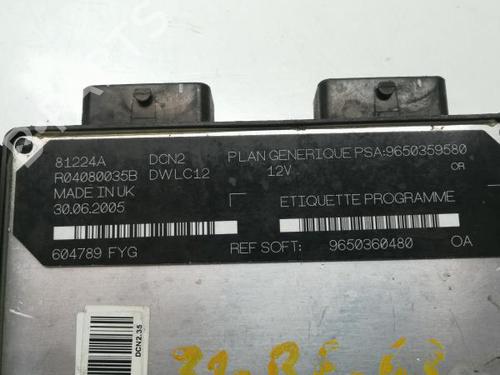 81224A DCN2 PLAN GENERIQUE PSA:9650359580
R04080035B DWLC12 12V OR
MADE IN UK
30.06.2005 ETIQUETTE PROGRAMME
604789 FYG REF SOFT: 9650360480 OA
DCN2.35